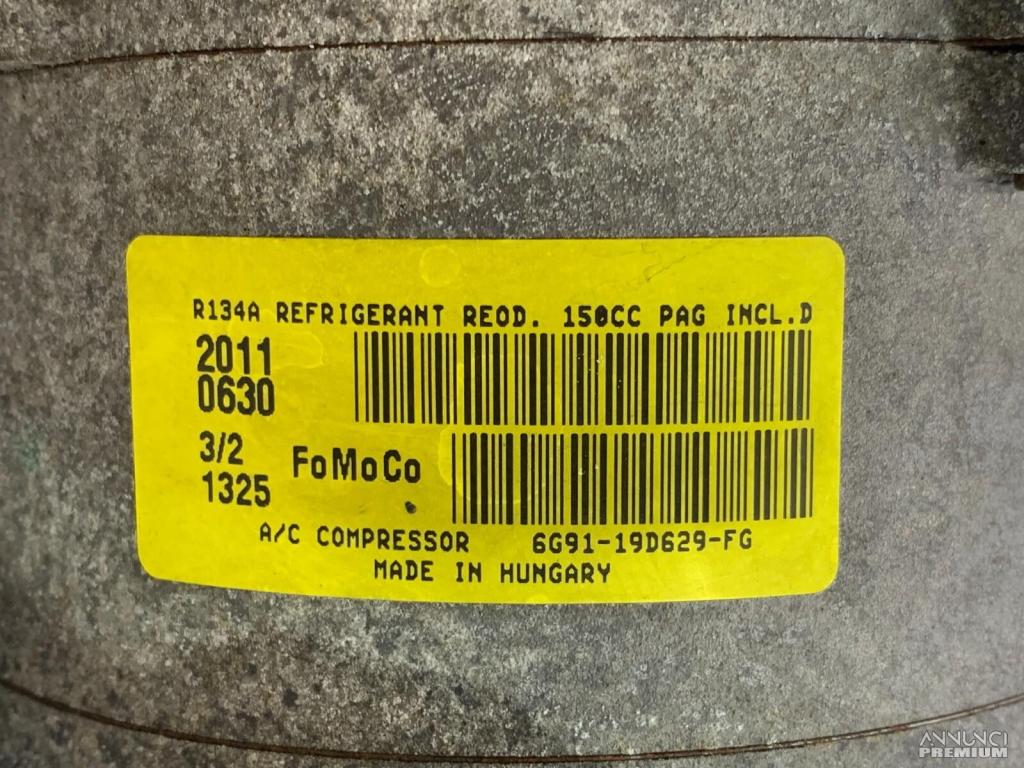 R134A REFRIGERANT REOD. 150CC PAG INCL.D
2011
0630
3/2
1325
FoMoCo
A/C COMPRESSOR 6G91-19D629-FG
MADE IN HUNGARY
ANNUNCI
PREMIUM